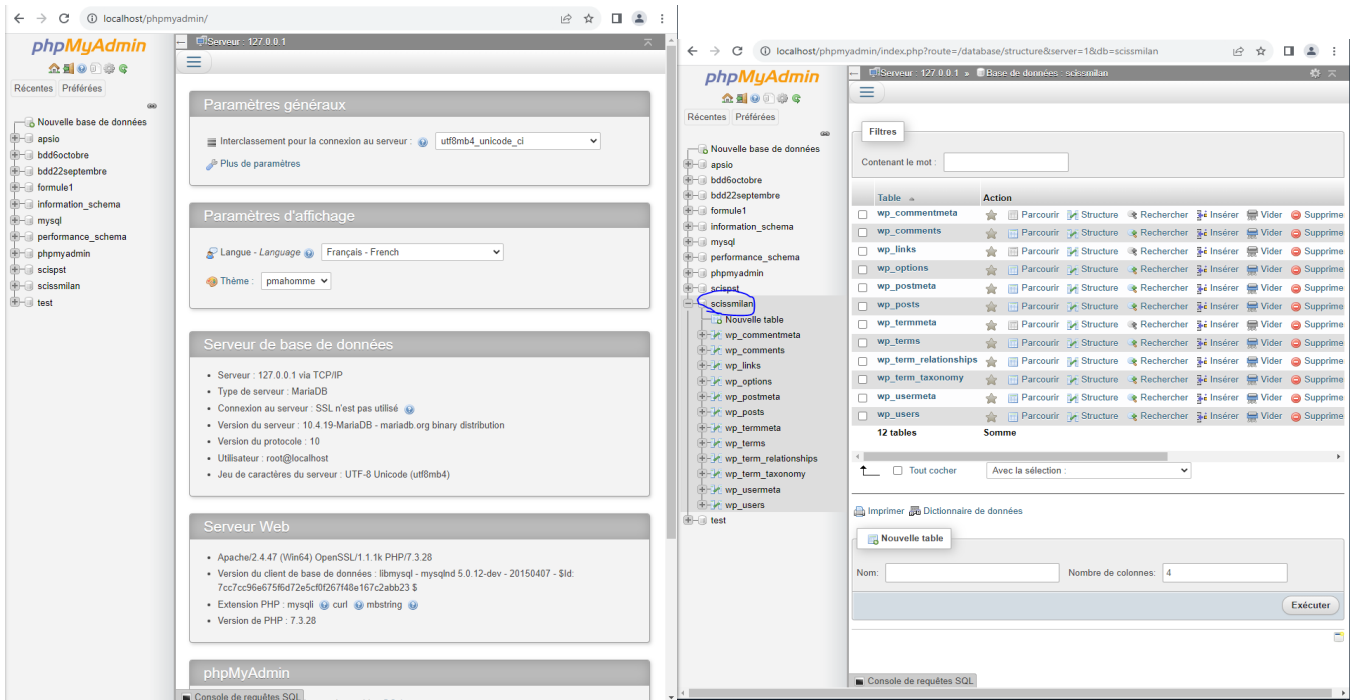 localhost/phpmyadmin/
phpMyAdmin
Récentes Préférées
Nouvelle base de données
apsio
bdd6octobre
bdd22septembre
formule1
information_schema
mysql
performance_schema
phpmyadmin
scispst
scissmilan
test
Serveur : 127.0.0.1
Paramètres généraux
Interclassement pour la connexion au serveur : utf8mb4_unicode_ci
Plus de paramètres
Paramètres d'affichage
Langue - Language Français - French
Thème : pmahomme
Serveur de base de données
Serveur : 127.0.0.1 via TCP/IP
Type de serveur : MariaDB
Connexion au serveur : SSL n'est pas utilisé
Version du serveur : 10.4.19-MariaDB - mariadb.org binary distribution
Version du protocole : 10
Utilisateur : root@localhost
Jeu de caractères du serveur : UTF-8 Unicode (utf8mb4)
Serveur Web
Apache/2.4.47 (Win64) OpenSSL/1.1.1k PHP/7.3.28
Version du client de base de données : libmysql - mysqlnd 5.0.12-dev - 20150407 - $Id:
7cc7cc96e675f6d72e5cf0f267f48e167c2abb23 $
Extension PHP : mysqli curl mbstring
Version de PHP : 7.3.28
phpMyAdmin
Console de requêtes SQL
localhost/phpmyadmin/index.php?route=/database/structure&server=1&db=scissmilan
phpMyAdmin
Récentes Préférées
Nouvelle base de données
apsio
bdd6octobre
bdd22septembre
formule1
information_schema
mysql
performance_schema
phpmyadmin
scispst
scissmilan
Nouvelle table
wp_commentmeta
wp_comments
wp_links
wp_options
wp_postmeta
wp_posts
wp_termmeta
wp_terms
wp_term_relationships
wp_term_taxonomy
wp_usermeta
wp_users
test
Serveur : 127.0.0.1 » Base de données : scissmilan
Filtres
Contenant le mot :
Table Action
wp_commentmeta Parcourir Structure Rechercher Insérer Vider Supprime
wp_comments Parcourir Structure Rechercher Insérer Vider Supprime
wp_links Parcourir Structure Rechercher Insérer Vider Supprime
wp_options Parcourir Structure Rechercher Insérer Vider Supprime
wp_postmeta Parcourir Structure Rechercher Insérer Vider Supprime
wp_posts Parcourir Structure Rechercher Insérer Vider Supprime
wp_termmeta Parcourir Structure Rechercher Insérer Vider Supprime
wp_terms Parcourir Structure Rechercher Insérer Vider Supprime
wp_term_relationships Parcourir Structure Rechercher Insérer Vider Supprime
wp_term_taxonomy Parcourir Structure Rechercher Insérer Vider Supprime
wp_usermeta Parcourir Structure Rechercher Insérer Vider Supprime
wp_users Parcourir Structure Rechercher Insérer Vider Supprime
12 tables Somme
Tout cocher Avec la sélection :
Imprimer Dictionnaire de données
Nouvelle table
Nom: Nombre de colonnes: 4
Exécuter
Console de requêtes SQL